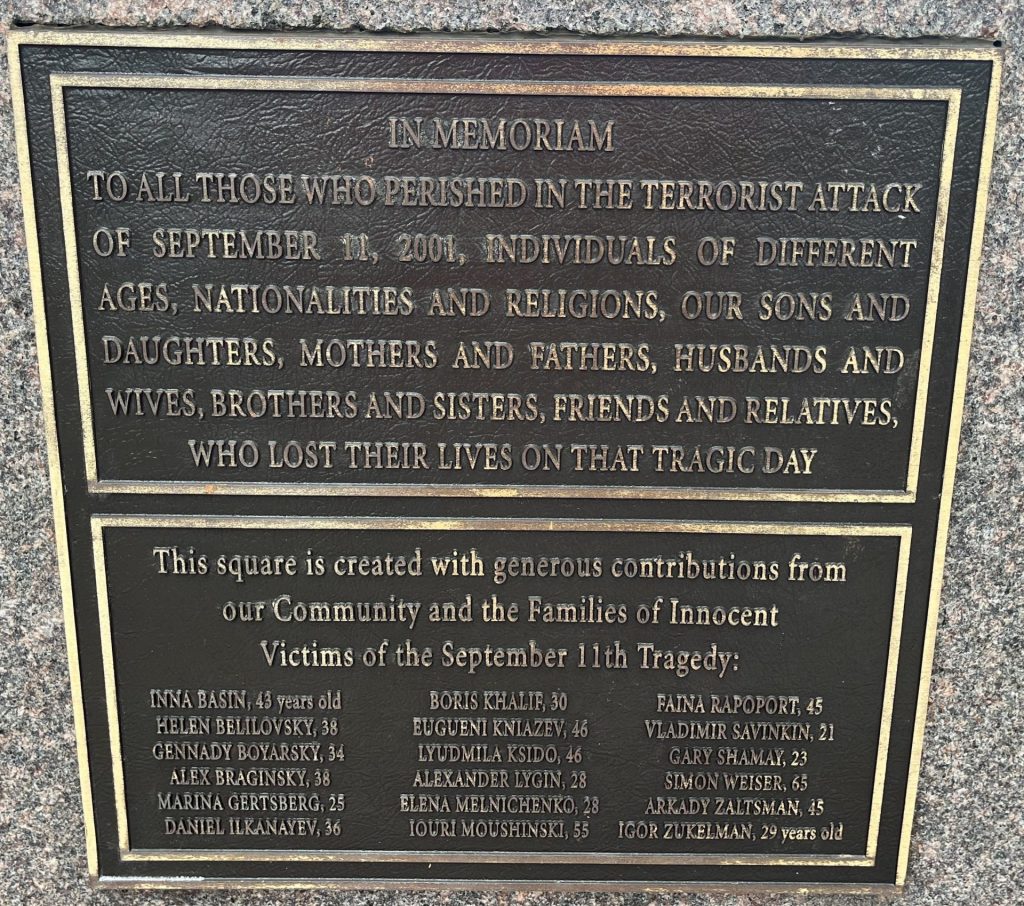 IN MEMORIAM
TO ALL THOSE WHO PERISHED IN THE TERRORIST ATTACK
OF SEPTEMBER 11, 2001, INDIVIDUALS OF DIFFERENT
AGES, NATIONALITIES AND RELIGIONS, OUR SONS AND
DAUGHTERS, MOTHERS AND FATHERS, HUSBANDS AND
WIVES, BROTHERS AND SISTERS, FRIENDS AND RELATIVES,
WHO LOST THEIR LIVES ON THAT TRAGIC DAY
This square is created with generous contributions from
our Community and the Families of Innocent
Victims of the September 11th Tragedy:
INNA BASIN, 43 years old
HELEN BELILOVSKY, 38
GENNADY BOYARSKY, 34
ALEX BRAGINSKY, 38
MARINA GERTSBERG, 25
DANIEL ILKANAYEV, 36
BORIS KHALIF, 30
EUGUENI KNIAZEV, 46
LYUDMILA KSIDO, 46
ALEXANDER LYGIN, 28
ELENA MELNICHENKO, 28
IOURI MOUSHINSKI, 55
FAINA RAPOPORT, 45
VLADIMIR SAVINKIN, 21
GARY SHAMAY, 23
SIMON WEISER, 65
ARKADY ZALTSMAN, 45
IGOR ZUKELMAN, 29 years old